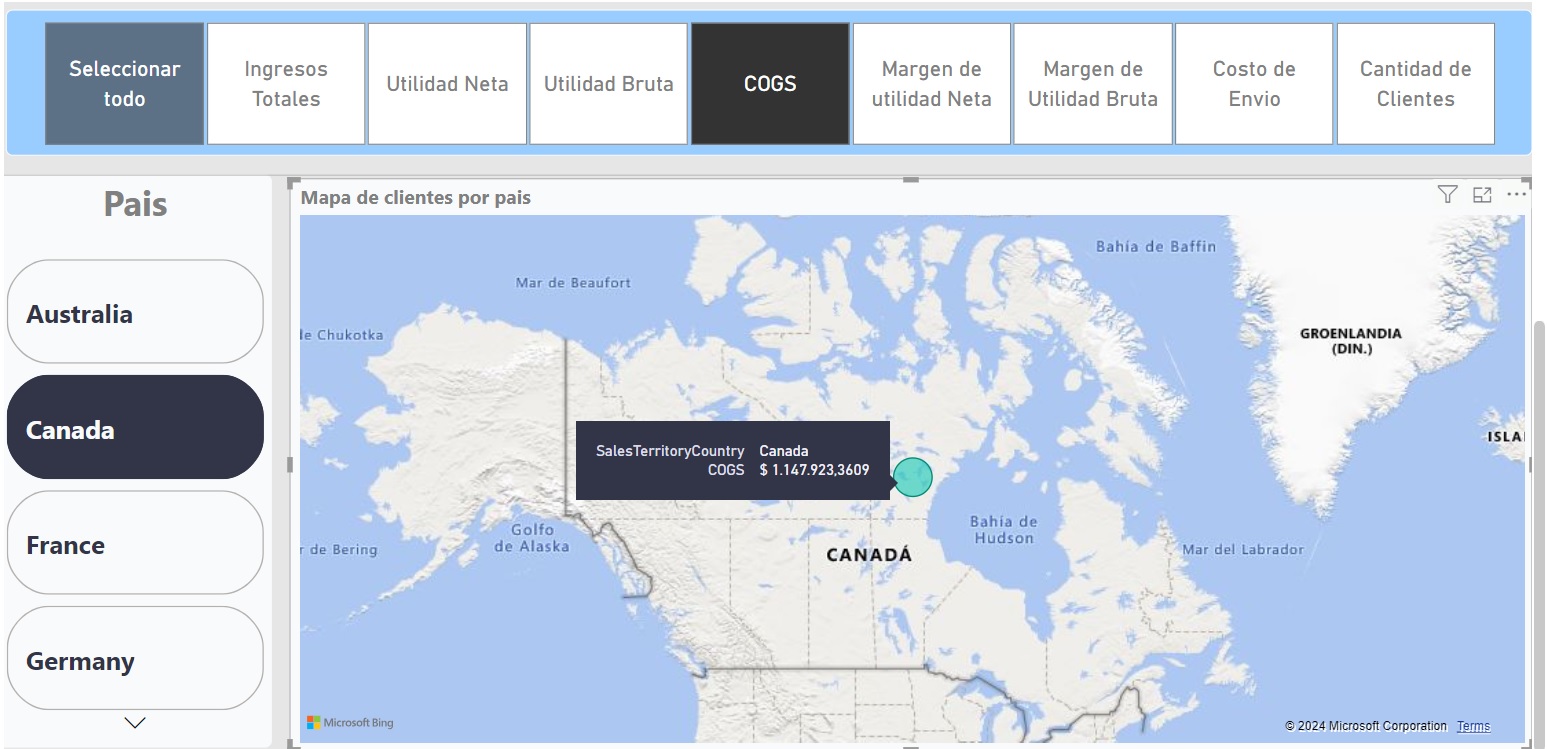 Seleccionar
todo
Ingresos
Totales
Utilidad Neta
Utilidad Bruta
COGS
Margen de
utilidad Neta
Margen de
Utilidad Bruta
Costo de
Envio
Cantidad de
Clientes
Pais
Australia
Canada
France
Germany
Mapa de clientes por pais
Bahía de Baffin
Mar de Beaufort
de Chukotka
GROENLANDIA
(DIN.)
ISLA
SalesTerritoryCountry Canada
COGS $ 1.147.923,3609
Golfo
de Alaska
r de Bering
Bahía de
Hudson
CANADÁ
Mar del Labrador
Microsoft Bing
© 2024 Microsoft Corporation Terms